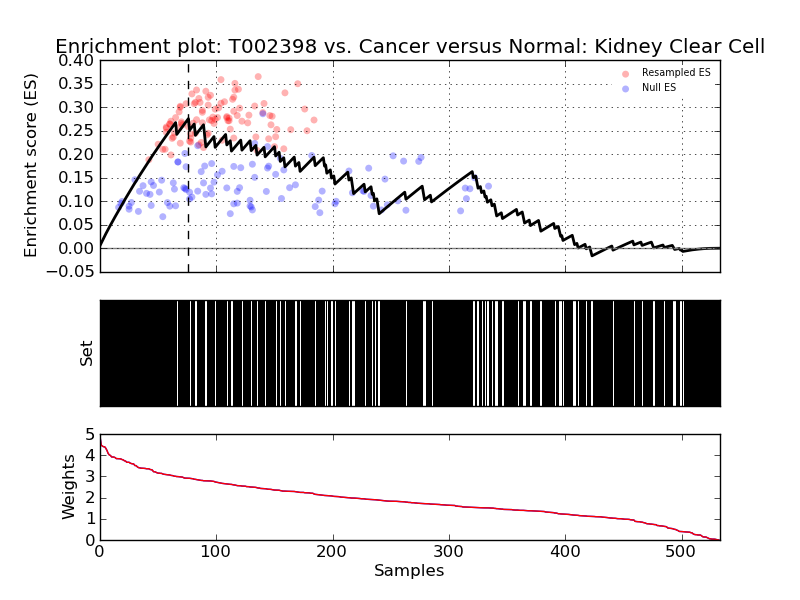 Enrichment plot: T002398 vs. Cancer versus Normal: Kidney Clear Cell
Enrichment score (ES)
0.40
0.35
0.30
0.25
0.20
0.15
0.10
0.05
0.00
−0.05
Resampled ES
Null ES
Set
Weights
5
4
3
2
1
0
0 100 200 300 400 500
Samples